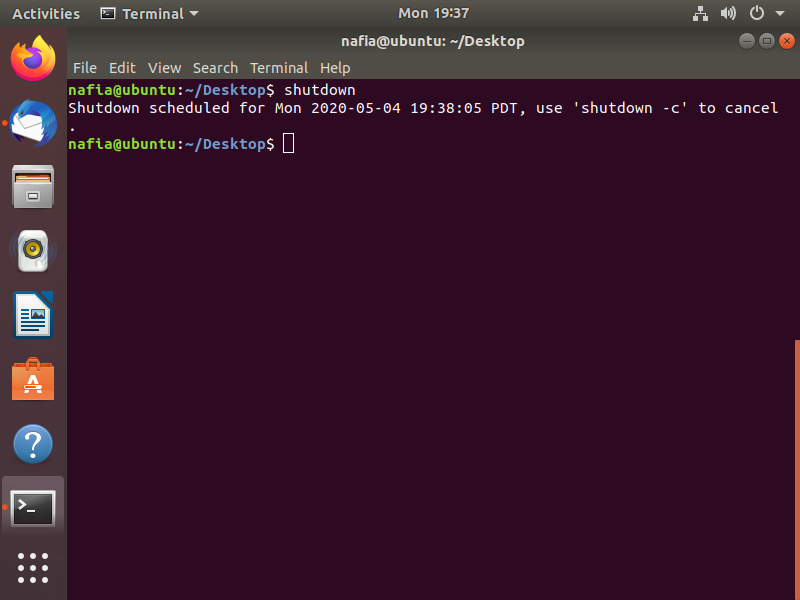 Activities Terminal Mon 19:37
nafia@ubuntu: ~/Desktop
File Edit View Search Terminal Help
nafia@ubuntu:~/Desktop$ shutdown
Shutdown scheduled for Mon 2020-05-04 19:38:05 PDT, use 'shutdown -c' to cancel
.
nafia@ubuntu:~/Desktop$